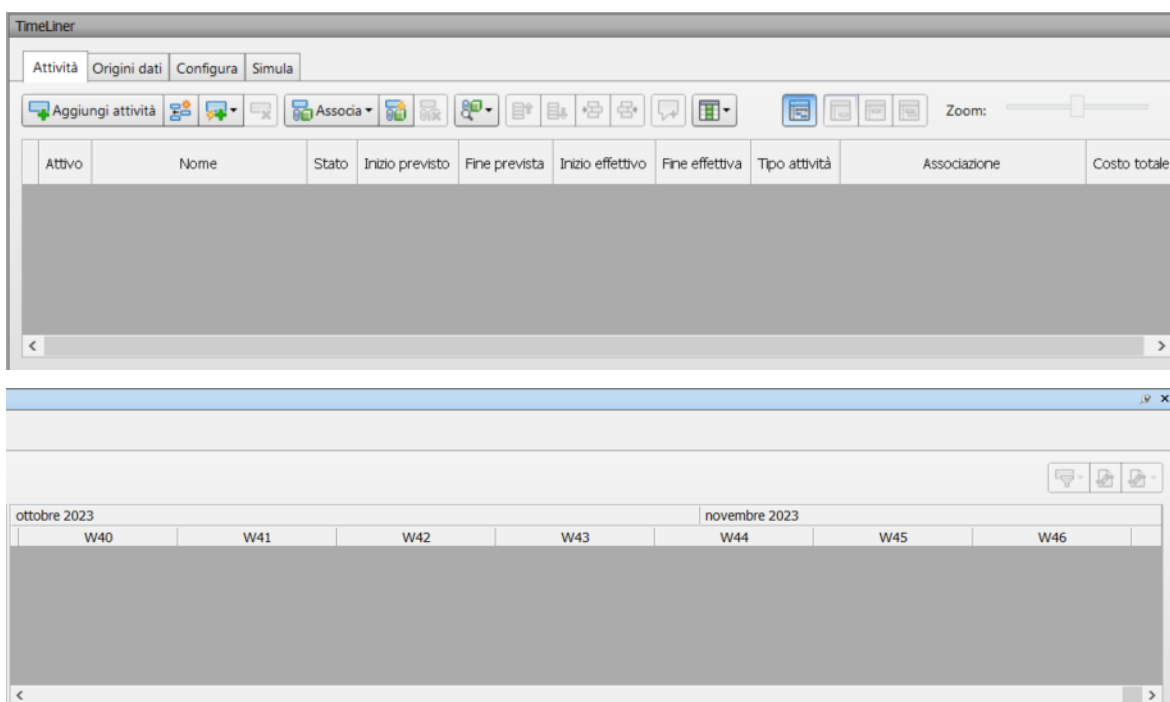 TimeLiner
Attività Origini dati Configura Simula
Aggiungi attività Associa Zoom:
Attivo Nome Stato Inizio previsto Fine prevista Inizio effettivo Fine effettiva Tipo attività Associazione Costo totale
ottobre 2023 novembre 2023
W40 W41 W42 W43 W44 W45 W46